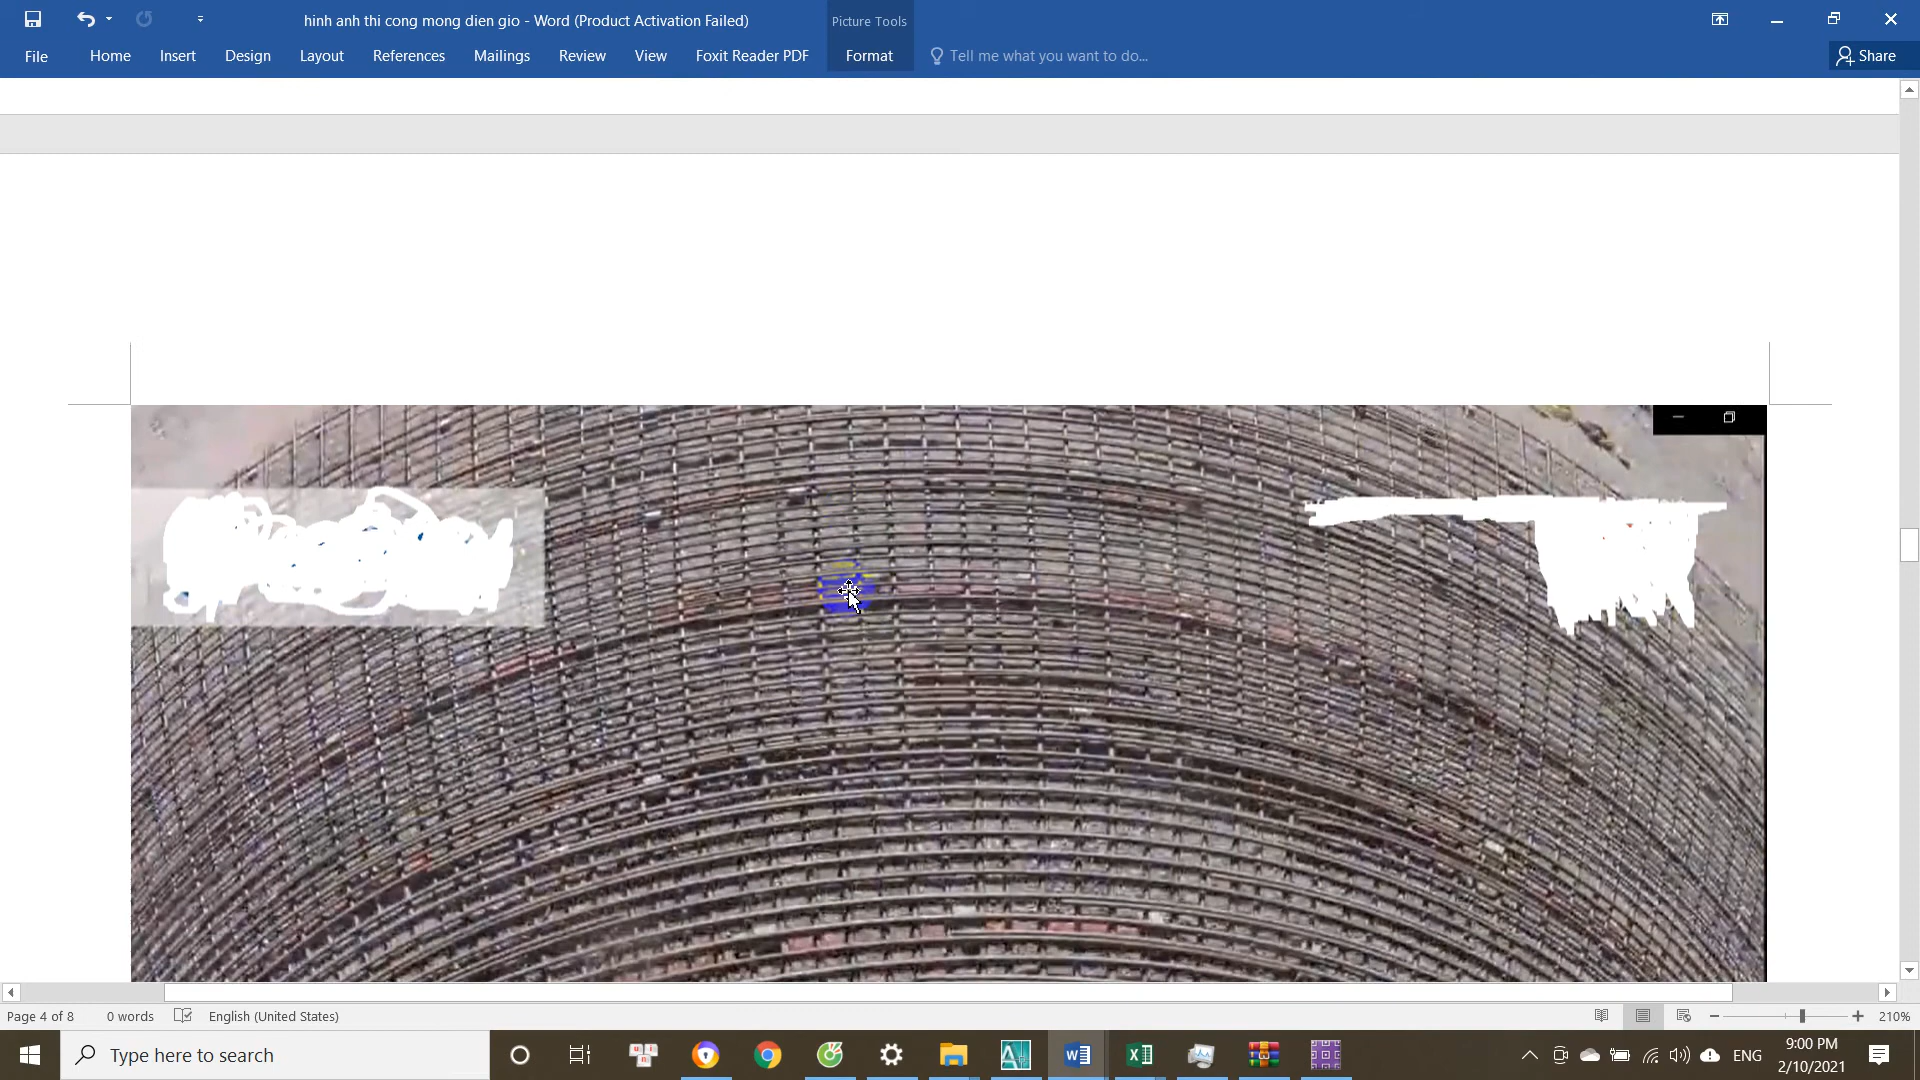 hinh anh thi cong mong dien gio - Word (Product Activation Failed)
Picture Tools
File
Home
Insert
Design
Layout
References
Mailings
Review
View
Foxit Reader PDF
Format
Tell me what you want to do...
Share
Page 4 of 8
0 words
English (United States)
210%
Type here to search
ENG
9:00 PM
2/10/2021